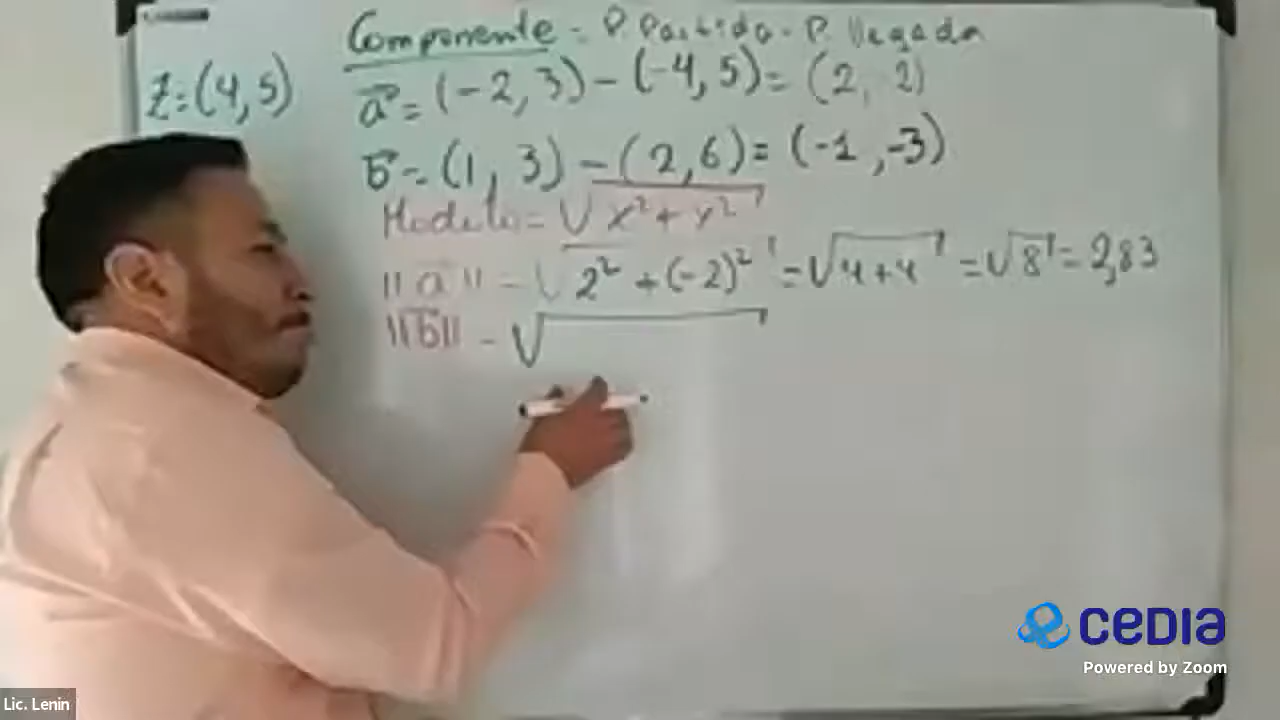 Componente = P. Partida - P. llegada
Z=(4,5)
a = (-2,3) - (-4,5) = (2, 2)
b = (1, 3) - (2,6) = (-1,-3)
Modulo = √x²+y²
||a|| = √2²+(-2)² = √4+4 = √8 = 2,83
||b|| = √
CEDIA
Powered by Zoom
Lic. Lenin